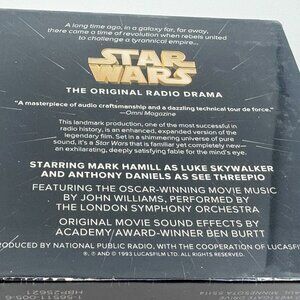 A long time ago, in a galaxy far, far away,
there came a time of revolution when rebels united
to challenge a tyrannical empire...
STAR
WARS
THE ORIGINAL RADIO DRAMA
"A masterpiece of audio craftsmanship and a dazzling technical tour de force."
—Omni Magazine
This landmark production, one of the most successful in
radio history, is an enhanced, expanded version of the
legendary film. Set in a shimmering universe of pure
sound, it's a Star Wars that is familiar yet completely new—
an exhilarating, deeply satisfying fable for the mind's eye.
STARRING MARK HAMILL AS LUKE SKYWALKER
AND ANTHONY DANIELS AS SEE THREEPIO
FEATURING THE OSCAR-WINNING MOVIE MUSIC
BY JOHN WILLIAMS, PERFORMED BY
THE LONDON SYMPHONY ORCHESTRA
ORIGINAL MOVIE SOUND EFFECTS BY
ACADEMY AWARD-WINNER BEN BURTT
RODUCED BY NATIONAL PUBLIC RADIO, WITH THE COOPERATION OF LUCASFIL
®, ℗ AND © 1993 LUCASFILM LTD. ALL RIGHTS RESERVED.
HBP25621